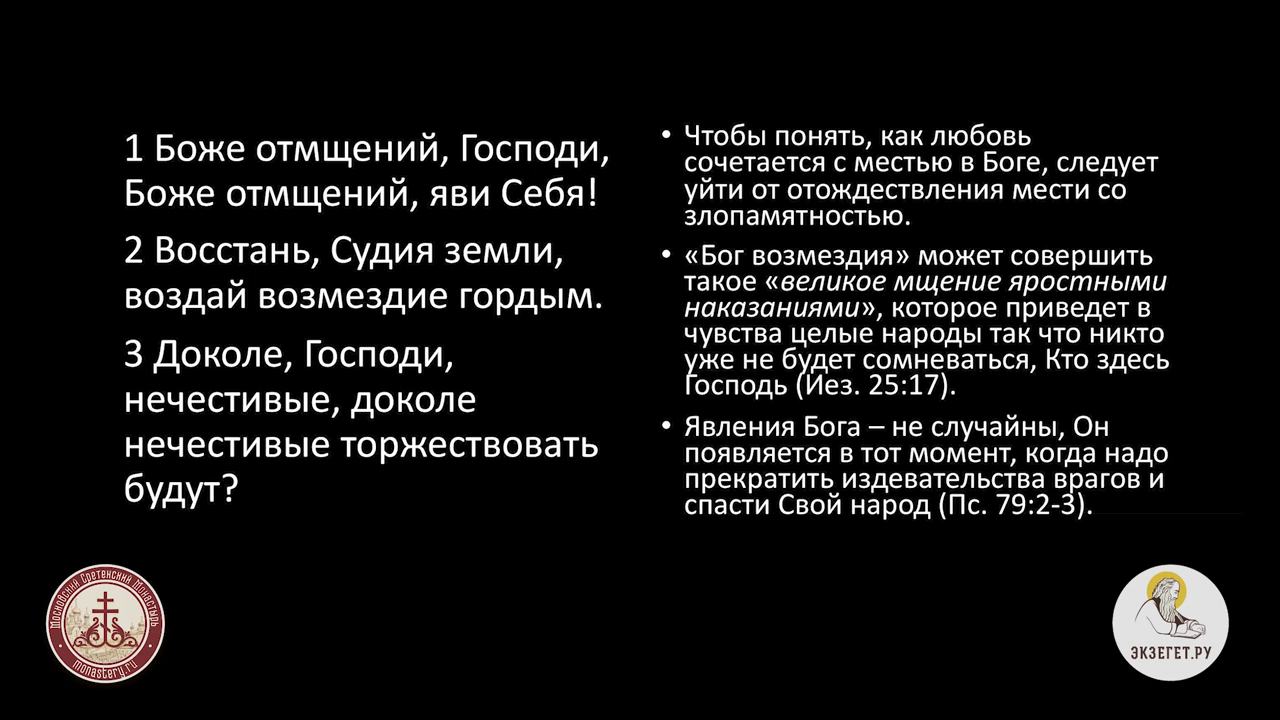 1 Боже отмщений, Господи,
Боже отмщений, яви Себя!
2 Восстань, Судия земли,
воздай возмездие гордым.
3 Доколе, Господи,
нечестивые, доколе
нечестивые торжествовать
будут?
• Чтобы понять, как любовь
сочетается с местью в Боге, следует
уйти от отождествления мести со
злопамятностью.
• «Бог возмездия» может совершить
такое «великое мщение яростными
наказаниями», которое приведет в
чувства целые народы так что никто
уже не будет сомневаться, Кто здесь
Господь (Иез. 25:17).
• Явления Бога – не случайны, Он
появляется в тот момент, когда надо
прекратить издевательства врагов и
спасти Свой народ (Пс. 79:2-3).
Московский Сретенский Монастырь
monastery.ru
ЭКЗЕГЕТ.РУ